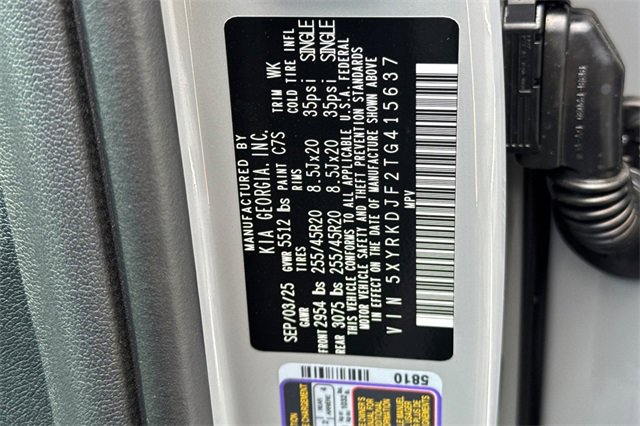 MANUFACTURED BY
KIA GEORGIA, INC.
SEP/03/25 GVWR 5512 lbs PAINT C7S TRIM WK
GAWR TIRES RIMS COLD TIRE INFL
FRONT 2954 lbs 255/45R20 8.5Jx20 35psi SINGLE
REAR 3075 lbs 255/45R20 8.5Jx20 35psi SINGLE
THIS VEHICLE CONFORMS TO ALL APPLICABLE U.S.A. FEDERAL
MOTOR VEHICLE SAFETY AND THEFT PREVENTION STANDARDS
IN EFFECT ON THE DATE OF MANUFACTURE SHOWN ABOVE
VIN 5XYRKDJF2TG415637
MPV
5810